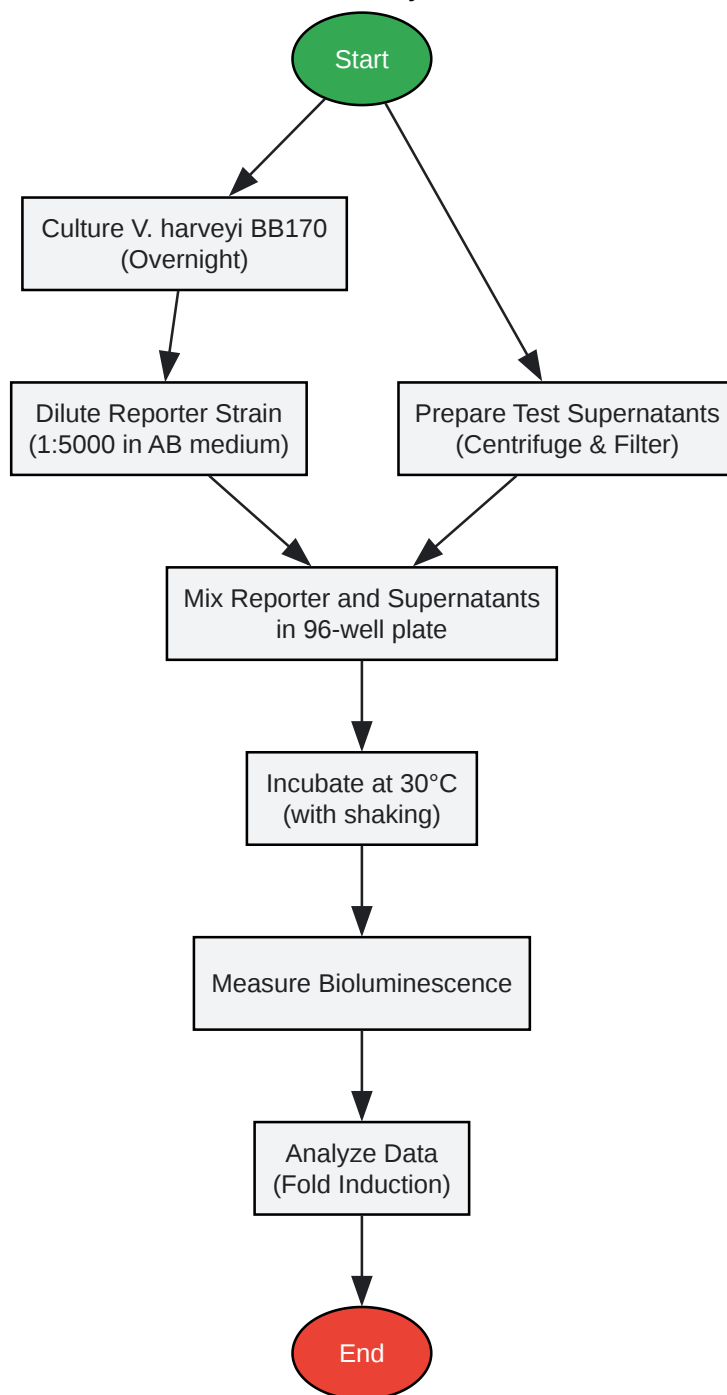 Start
Culture V. harveyi BB170
(Overnight)
Dilute Reporter Strain
(1:5000 in AB medium)
Prepare Test Supernatants
(Centrifuge & Filter)
Mix Reporter and Supernatants
in 96-well plate
Incubate at 30°C
(with shaking)
Measure Bioluminescence
Analyze Data
(Fold Induction)
End